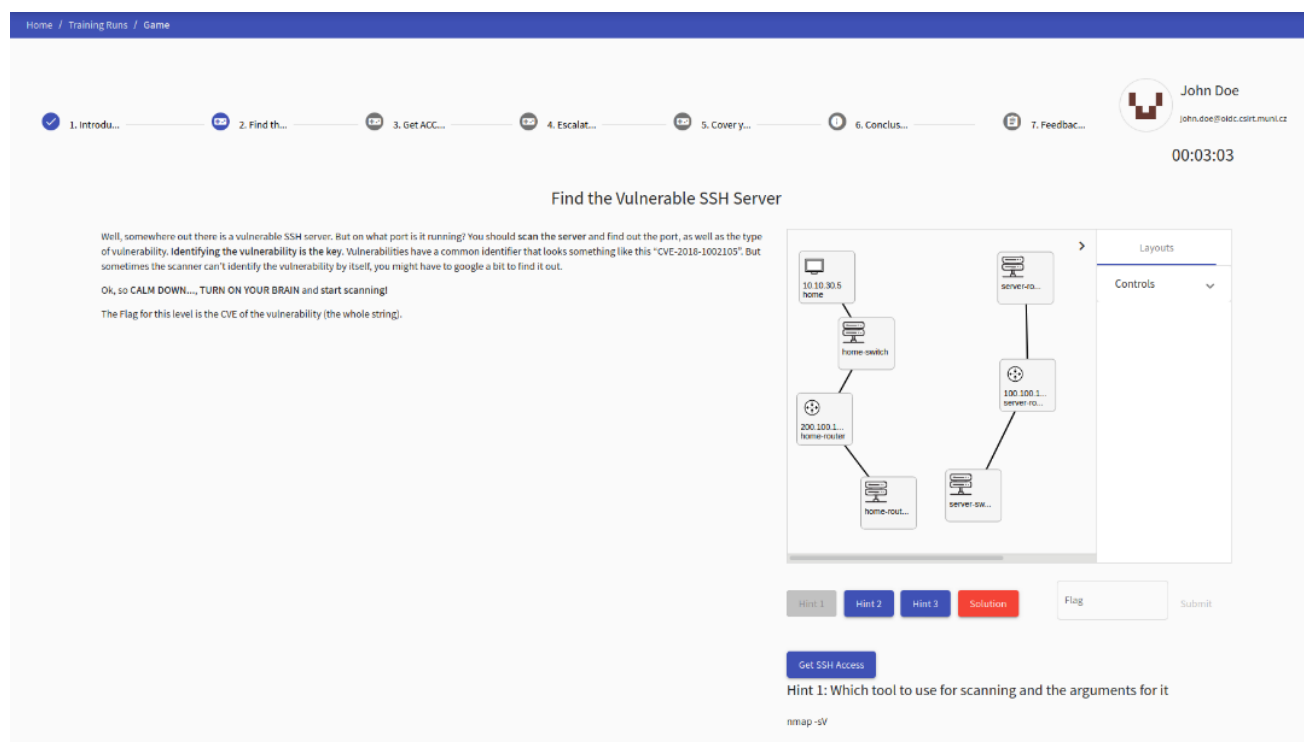 Home / Training Runs / Game
John Doe
john.doe@oidc.csirt.muni.cz
00:03:03
1. Introdu...
2. Find th...
3. Get ACC...
4. Escalat...
5. Cover y...
6. Conclus...
7. Feedbac...
Find the Vulnerable SSH Server
Well, somewhere out there is a vulnerable SSH server. But on what port is it running? You should scan the server and find out the port, as well as the type
of vulnerability. Identifying the vulnerability is the key. Vulnerabilities have a common identifier that looks something like this “CVE-2018-1002105”. But
sometimes the scanner can't identify the vulnerability by itself, you might have to google a bit to find it out.
Ok, so CALM DOWN..., TURN ON YOUR BRAIN and start scanning!
The Flag for this level is the CVE of the vulnerability (the whole string).
10.10.30.5
home
home-switch
200.100.1...
home-router
home-rout...
server-ro...
100.100.1...
server-ro...
server-sw...
Layouts
Controls
Hint 1
Hint 2
Hint 3
Solution
Flag
Submit
Get SSH Access
Hint 1: Which tool to use for scanning and the arguments for it
nmap -sV